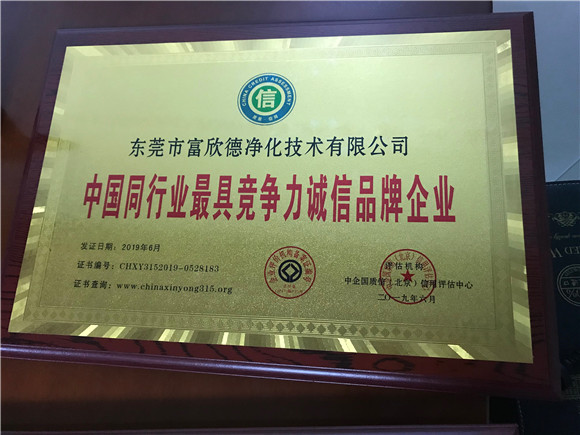 CHINA CREDIT ASSESSMENT
信
东莞市富欣德净化技术有限公司
中国同行业最具竞争力诚信品牌企业
发证日期：2019年6月
证书编号：CHXY3152019-0528183
证书查询：www.chinaxinyong315.org
评估机构
中企国质信（北京）信用评估中心
二〇一九年六月